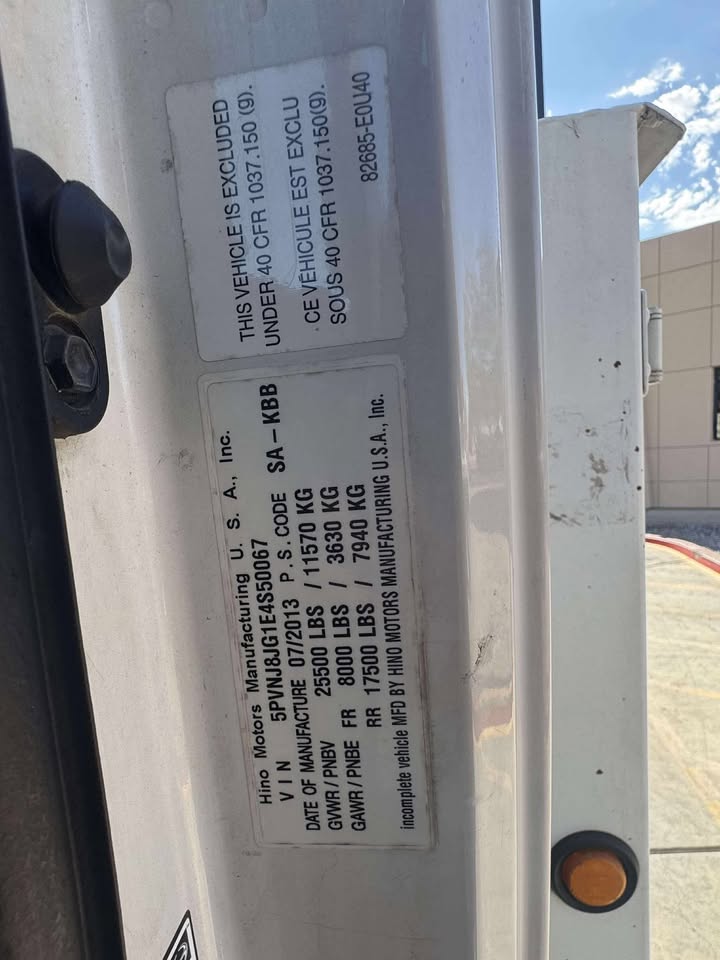 THIS VEHICLE IS EXCLUDED
UNDER 40 CFR 1037.150 (g).
CE VÉHICULE EST EXCLU
SOUS 40 CFR 1037.150(g).
82685-E0U40
Hino Motors Manufacturing U. S. A., Inc.
VIN 5PVNJ8JG1E4S50067
DATE OF MANUFACTURE 07/2013 P.S.CODE SA-KBB
GVWR/PNBV 25500 LBS / 11570 KG
GAWR/PNBE FR 8000 LBS / 3630 KG
RR 17500 LBS / 7940 KG
incomplete vehicle MFD BY HINO MOTORS MANUFACTURING U.S.A., Inc.